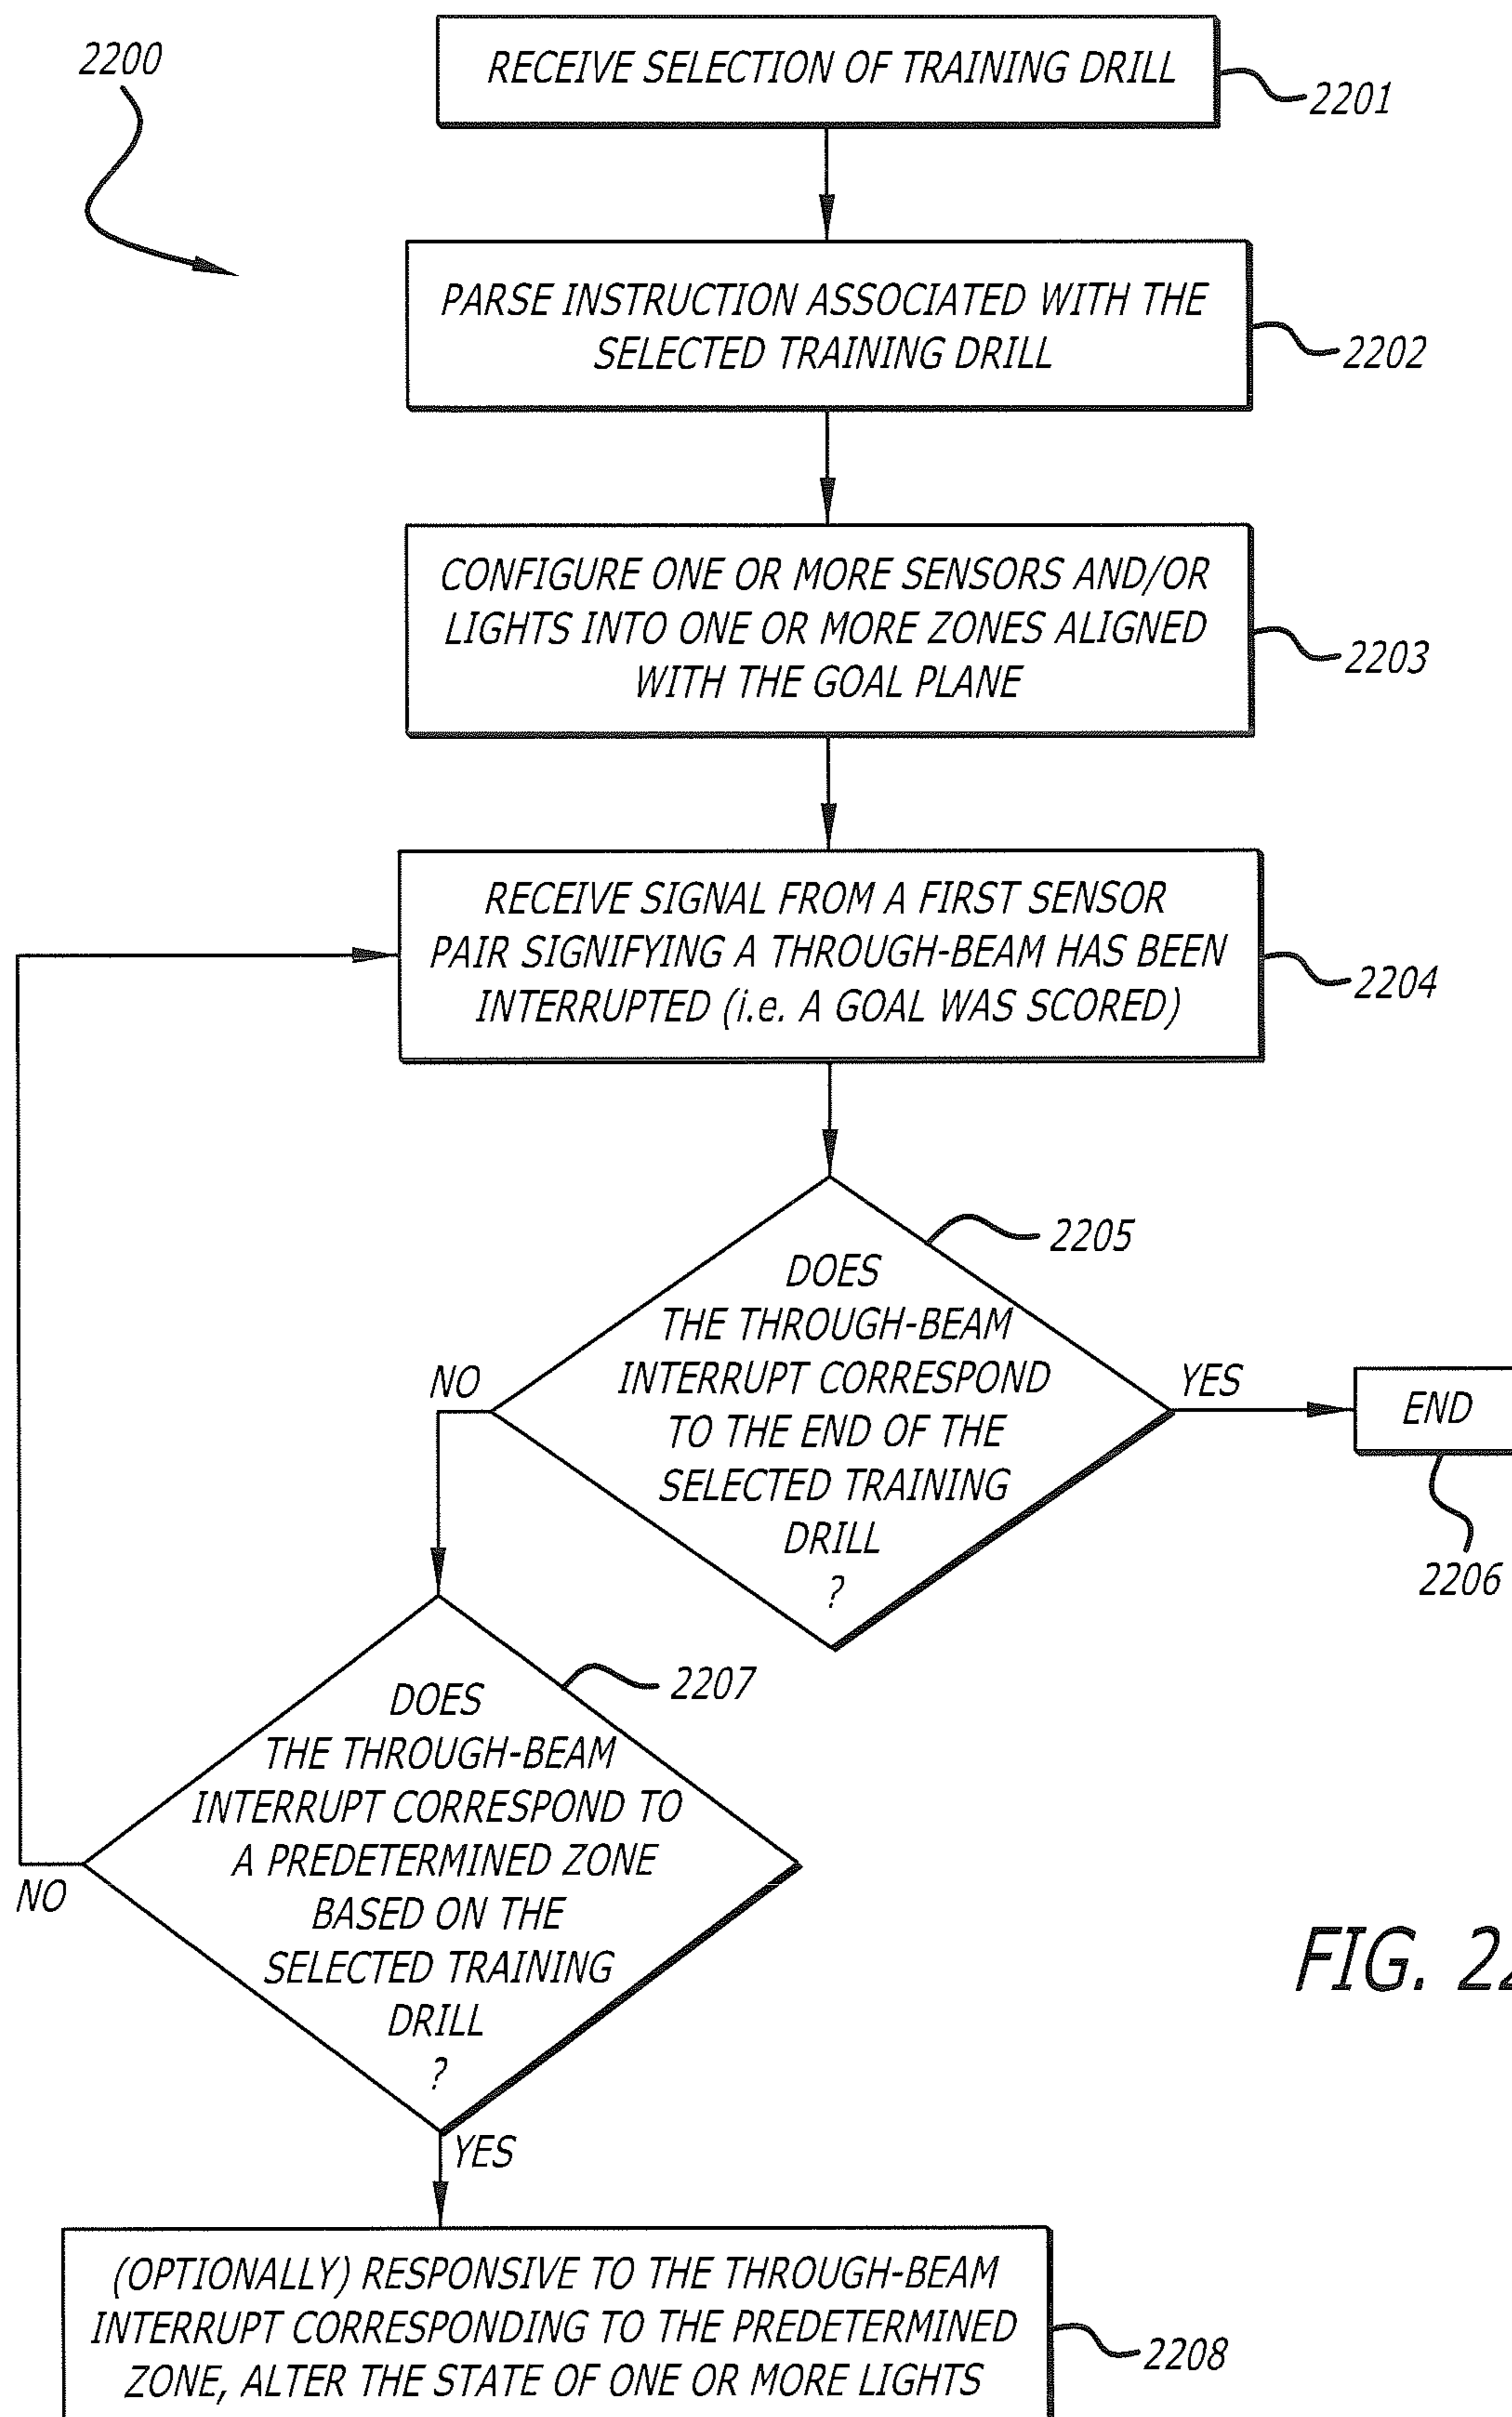 2200
RECEIVE SELECTION OF TRAINING DRILL
2201
PARSE INSTRUCTION ASSOCIATED WITH THE
SELECTED TRAINING DRILL
2202
CONFIGURE ONE OR MORE SENSORS AND/OR
LIGHTS INTO ONE OR MORE ZONES ALIGNED
WITH THE GOAL PLANE
2203
RECEIVE SIGNAL FROM A FIRST SENSOR
PAIR SIGNIFYING A THROUGH-BEAM HAS BEEN
INTERRUPTED (i.e. A GOAL WAS SCORED)
2204
2205
DOES
THE THROUGH-BEAM
INTERRUPT CORRESPOND
TO THE END OF THE
SELECTED TRAINING
DRILL
?
NO
YES
END
2206
2207
DOES
THE THROUGH-BEAM
INTERRUPT CORRESPOND TO
A PREDETERMINED ZONE
BASED ON THE
SELECTED TRAINING
DRILL
?
NO
YES
FIG. 22
(OPTIONALLY) RESPONSIVE TO THE THROUGH-BEAM
INTERRUPT CORRESPONDING TO THE PREDETERMINED
ZONE, ALTER THE STATE OF ONE OR MORE LIGHTS
2208